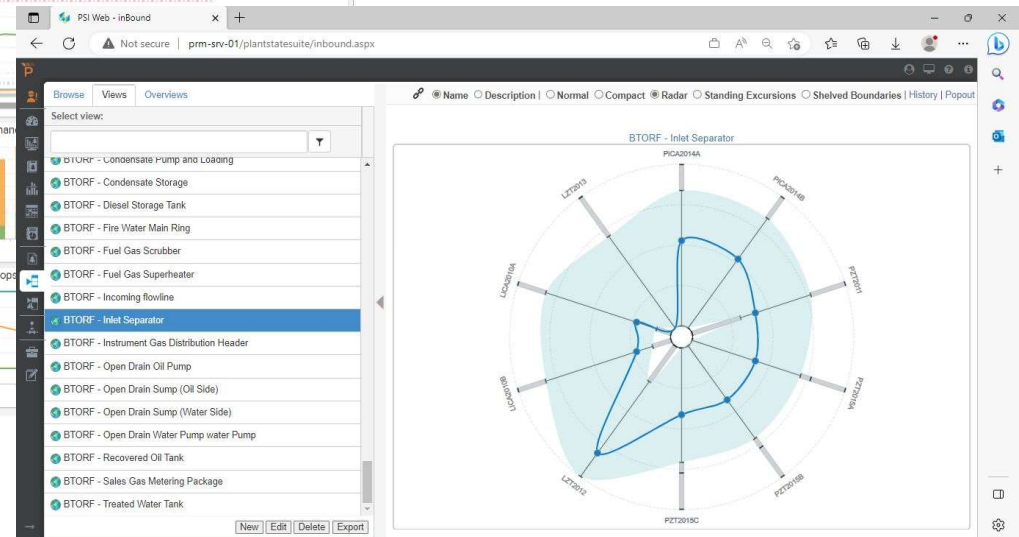 PSI Web - inBound
Not secure | prm-srv-01/plantstatesuite/inbound.aspx
Browse Views Overviews
Name Description | Normal Compact Radar Standing Excursions Shelved Boundaries | History | Popout
Select view:
BTORF - Condensate Pump and Loading
BTORF - Condensate Storage
BTORF - Diesel Storage Tank
BTORF - Fire Water Main Ring
BTORF - Fuel Gas Scrubber
BTORF - Fuel Gas Superheater
BTORF - Incoming flowline
BTORF - Inlet Separator
BTORF - Instrument Gas Distribution Header
BTORF - Open Drain Oil Pump
BTORF - Open Drain Sump (Oil Side)
BTORF - Open Drain Sump (Water Side)
BTORF - Open Drain Water Pump water Pump
BTORF - Recovered Oil Tank
BTORF - Sales Gas Metering Package
BTORF - Treated Water Tank
New Edit Delete Export
BTORF - Inlet Separator
PICA2014A
PICA2014B
PZT2011
PZT2015A
PZT2015B
PZT2015C
LZT2012
LICA2010B
LICA2010A
LZT2013